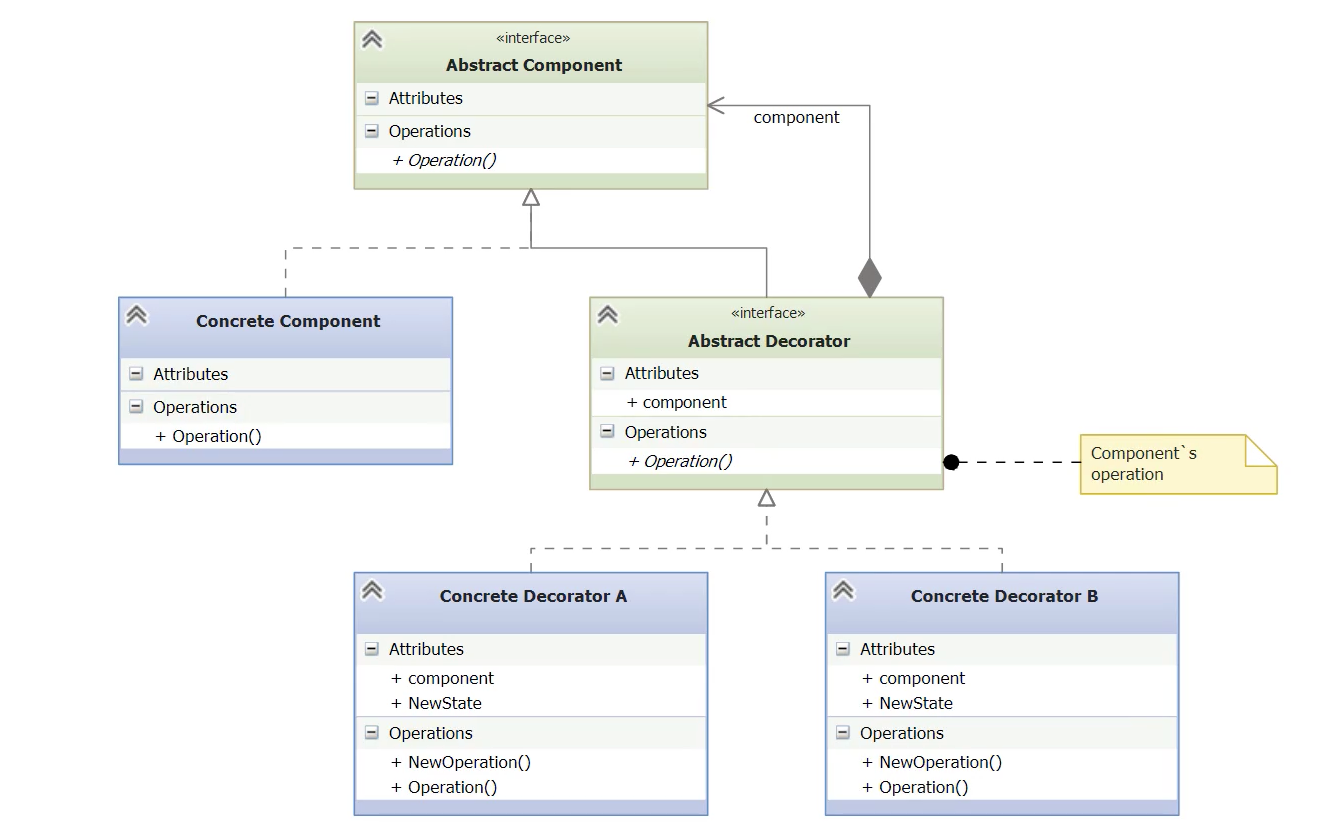 «interface»
Abstract Component
Attributes
Operations
+ Operation()
component
Concrete Component
Attributes
Operations
+ Operation()
«interface»
Abstract Decorator
Attributes
+ component
Operations
+ Operation()
Component`s
operation
Concrete Decorator A
Attributes
+ component
+ NewState
Operations
+ NewOperation()
+ Operation()
Concrete Decorator B
Attributes
+ component
+ NewState
Operations
+ NewOperation()
+ Operation()